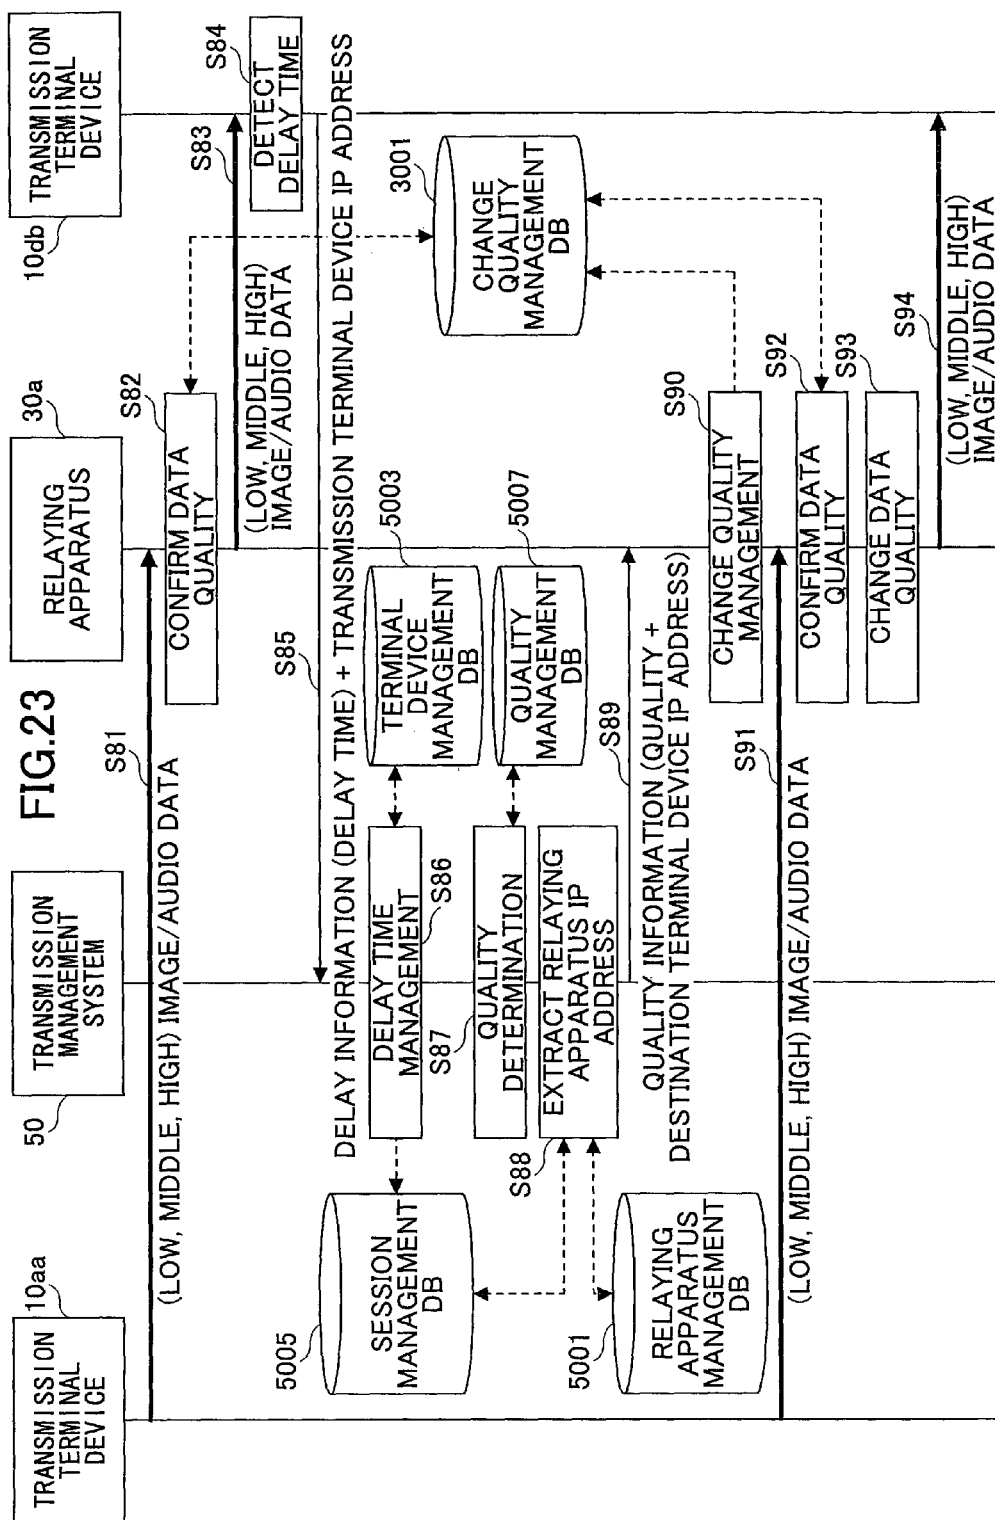 FIG.23
TRANSMISSION
TERMINAL
DEVICE
10aa
TRANSMISSION
MANAGEMENT
SYSTEM
50
RELAYING
APPARATUS
30a
TRANSMISSION
TERMINAL
DEVICE
10db
S81
(LOW, MIDDLE, HIGH) IMAGE/AUDIO DATA
S82
CONFIRM DATA
QUALITY
S83
(LOW, MIDDLE, HIGH)
IMAGE/AUDIO DATA
S84
DETECT
DELAY TIME
S85
DELAY INFORMATION (DELAY TIME) + TRANSMISSION TERMINAL DEVICE IP ADDRESS
5005
SESSION
MANAGEMENT
DB
DELAY TIME
MANAGEMENT
S86
TERMINAL
DEVICE
MANAGEMENT
DB
5003
3001
CHANGE
QUALITY
MANAGEMENT
DB
S87
QUALITY
DETERMINATION
QUALITY
MANAGEMENT
DB
5007
S88
EXTRACT RELAYING
APPARATUS IP
ADDRESS
5001
RELAYING
APPARATUS
MANAGEMENT
DB
S89
QUALITY INFORMATION (QUALITY +
DESTINATION TERMINAL DEVICE IP ADDRESS)
S90
CHANGE QUALITY
MANAGEMENT
S91
(LOW, MIDDLE, HIGH) IMAGE/AUDIO DATA
S92
CONFIRM DATA
QUALITY
S93
CHANGE DATA
QUALITY
S94
(LOW, MIDDLE, HIGH)
IMAGE/AUDIO DATA